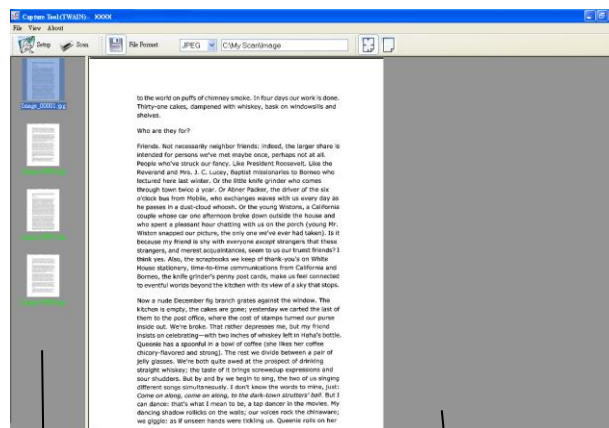 Capture Tool(TWAIN)- XXXX
File View About
Setup Scan File Format JPEG C:\My Scan\Image
Image_00001.jpg
to the world on puffs of chimney smoke. In four days our work is done.
Thirty-one cakes, dampened with whiskey, bask on windowsills and
shelves.
Who are they for?
Friends. Not necessarily neighbor friends: indeed, the larger share is
intended for persons we've met maybe once, perhaps not at all.
People who've struck our fancy. Like President Roosevelt. Like the
Reverend and Mrs. J. C. Lucey, Baptist missionaries to Borneo who
lectured here last winter. Or the little knife grinder who comes
through town twice a year. Or Abner Packer, the driver of the six
o'clock bus from Mobile, who exchanges waves with us every day as
he passes in a dust-cloud whoosh. Or the young Wistons, a California
couple whose car one afternoon broke down outside the house and
who spent a pleasant hour chatting with us on the porch (young Mr.
Wiston snapped our picture, the only one we've ever had taken). Is it
because my friend is shy with everyone except strangers that these
strangers, and merest acquaintances, seem to us our truest friends? I
think yes. Also, the scrapbooks we keep of thank-you's on White
House stationery, time-to-time communications from California and
Borneo, the knife grinder's penny post cards, make us feel connected
to eventful worlds beyond the kitchen with its view of a sky that stops.
Now a nude December fig branch grates against the window. The
kitchen is empty, the cakes are gone; yesterday we carted the last of
them to the post office, where the cost of stamps turned our purse
inside out. We're broke. That rather depresses me, but my friend
insists on celebrating—with two inches of whiskey left in Haha's bottle.
Queenie has a spoonful in a bowl of coffee (she likes her coffee
chicory-flavored and strong). The rest we divide between a pair of
jelly glasses. We're both quite awed at the prospect of drinking
straight whiskey; the taste of it brings screwedup expressions and
sour shudders. But by and by we begin to sing, the two of us singing
different songs simultaneously. I don't know the words to mine, just:
Come on along, come on along, to the dark-town strutters' ball. But I
can dance: that's what I mean to be, a tap dancer in the movies. My
dancing shadow rollicks on the walls; our voices rock the chinaware;
we giggle: as if unseen hands were tickling us. Queenie rolls on her